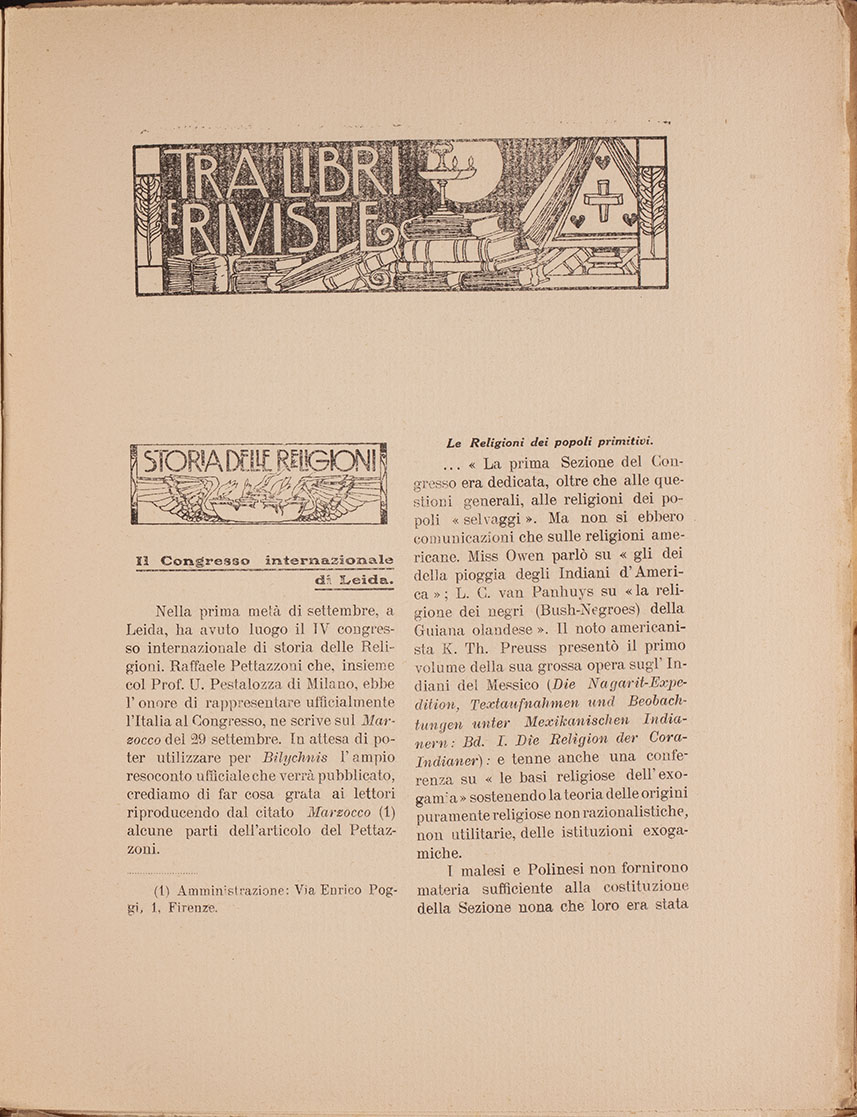 TRA LIBRI
E RIVISTE
STORIA DELLE RELIGIONI
Il Congresso internazionale
di Leida.
Nella prima metà di settembre, a
Leida, ha avuto luogo il IV congres-
so internazionale di storia delle Reli-
gioni. Raffaele Pettazzoni che, insieme
col Prof. U. Pestalozza di Milano, ebbe
l'onore di rappresentare ufficialmente
l'Italia al Congresso, ne scrive sul Mar-
zocco del 29 settembre. In attesa di po-
ter utilizzare per Bilychnis l'ampio
resoconto ufficiale che verrà pubblicato,
crediamo di far cosa grata ai lettori
riproducendo dal citato Marzocco (1)
alcune parti dell'articolo del Pettaz-
zoni.
(1) Amministrazione: Via Enrico Pog-
gi, 1, Firenze.
Le Religioni dei popoli primitivi.
... « La prima Sezione del Con-
gresso era dedicata, oltre che alle que-
stioni generali, alle religioni dei po-
poli « selvaggi ». Ma non si ebbero
comunicazioni che sulle religioni ame-
ricane. Miss Owen parlò su « gli dei
della pioggia degli Indiani d'Ameri-
ca » ; L. C. van Panhuys su « la reli-
gione dei negri (Bush-Negroes) della
Guiana olandese ». Il noto americani-
sta K. Th. Preuss presentò il primo
volume della sua grossa opera sugl'In-
diani del Messico (Die Nagarit-Expe-
dition, Textaufnahmen und Beobach-
tungen unter Mexikanischen India-
nern: Bd. I. Die Religion der Cora-
Indianer) : e tenne anche una confe-
renza su « le basi religiose dell'exo-
gamia » sostenendo la teoria delle origini
puramente religiose non razionalistiche,
non utilitarie, delle istituzioni exoga-
miche.
I malesi e Polinesi non fornirono
materia sufficiente alla costituzione
della Sezione nona che loro era stata